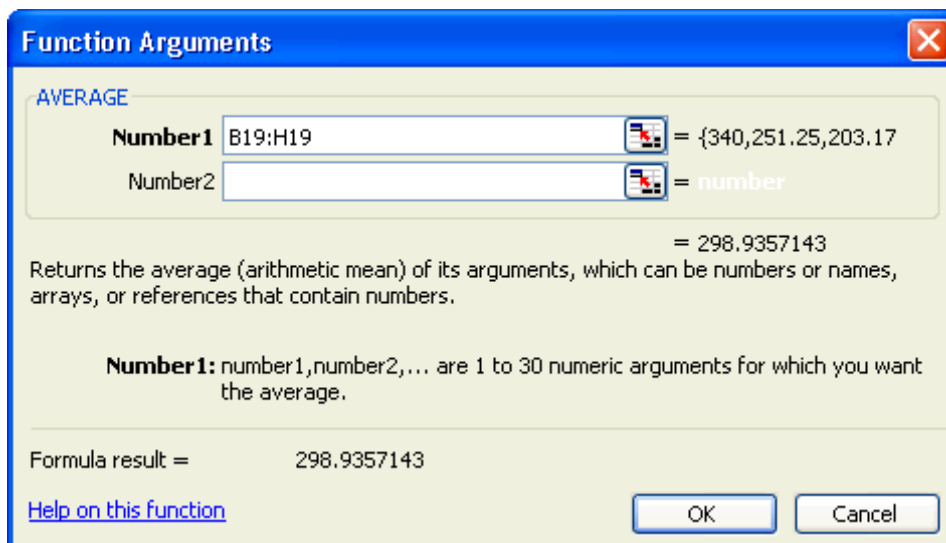 Function Arguments
AVERAGE
Number1 B19:H19 = {340,251.25,203.17
Number2 = number
= 298.9357143
Returns the average (arithmetic mean) of its arguments, which can be numbers or names,
arrays, or references that contain numbers.
Number1: number1,number2,... are 1 to 30 numeric arguments for which you want
the average.
Formula result = 298.9357143
Help on this function OK Cancel